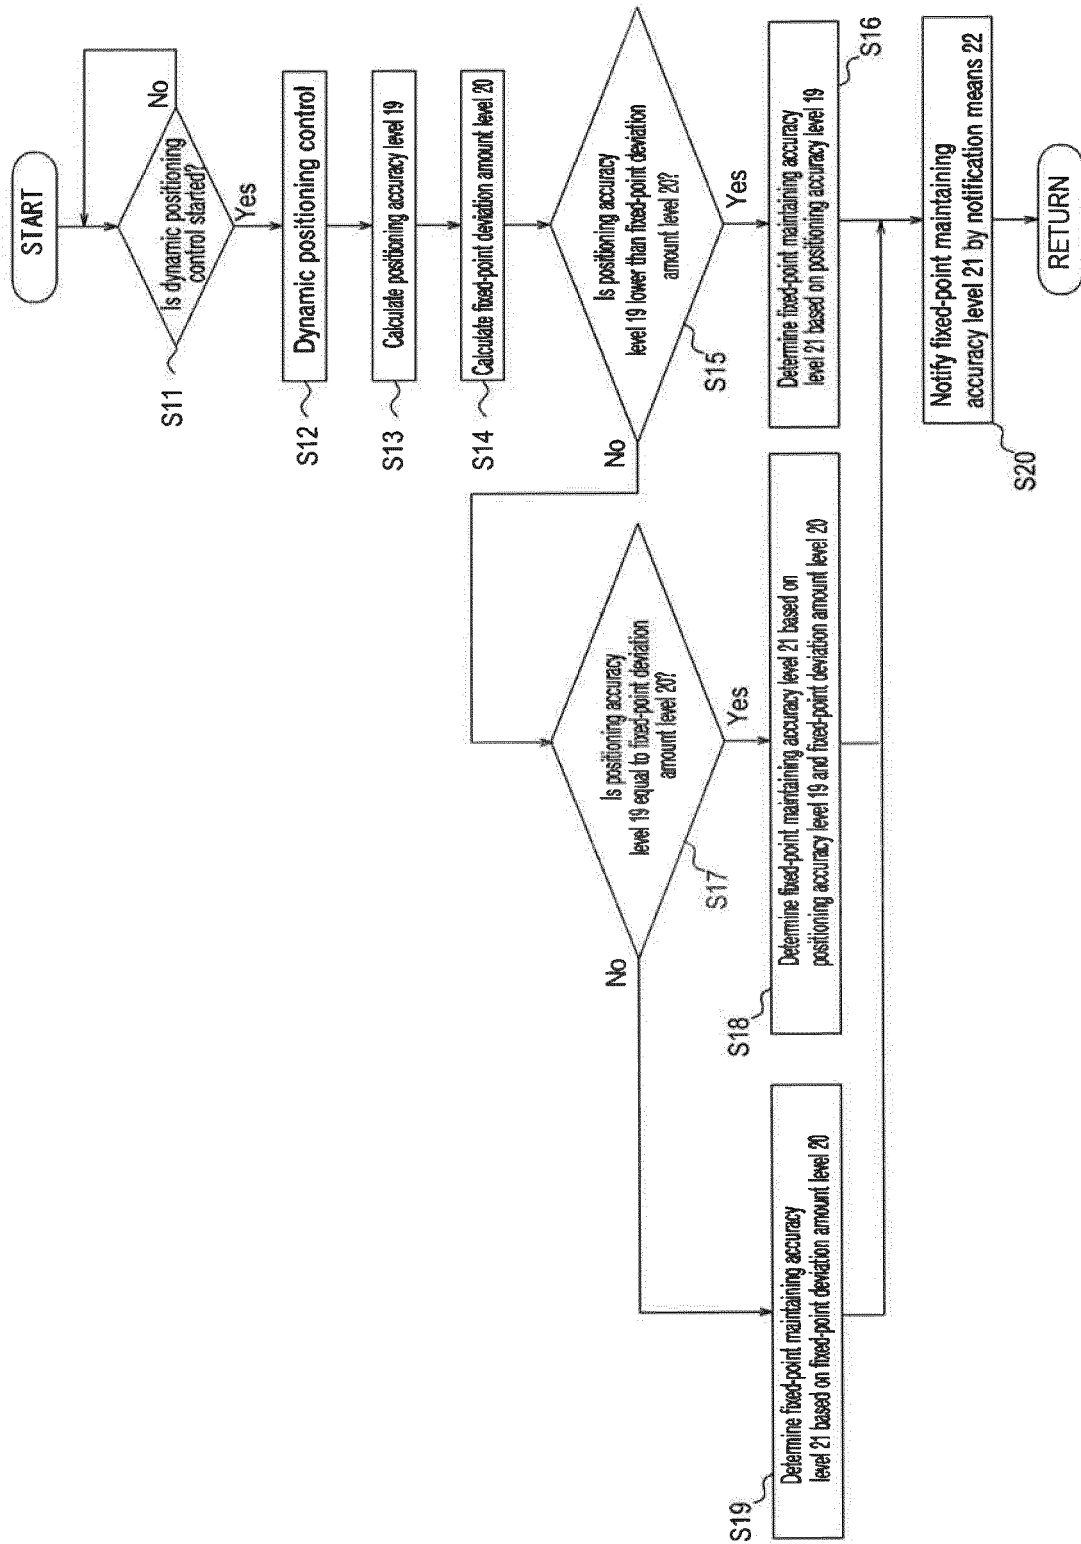 START
Is dynamic positioning
control started?
No
Yes
S11
Dynamic positioning control
S12
Calculate positioning accuracy level 19
S13
Calculate fixed-point deviation amount level 20
S14
Is positioning accuracy
level 19 lower than fixed-point deviation
amount level 20?
No
Yes
S15
Determine fixed-point maintaining accuracy
level 21 based on positioning accuracy level 19
S16
Is positioning accuracy
level 19 equal to fixed-point deviation
amount level 20?
No
Yes
S17
Determine fixed-point maintaining accuracy level 21 based on
positioning accuracy level 19 and fixed-point deviation amount level 20
S18
Determine fixed-point maintaining accuracy
level 21 based on fixed-point deviation amount level 20
S19
Notify fixed-point maintaining
accuracy level 21 by notification means 22
S20
RETURN